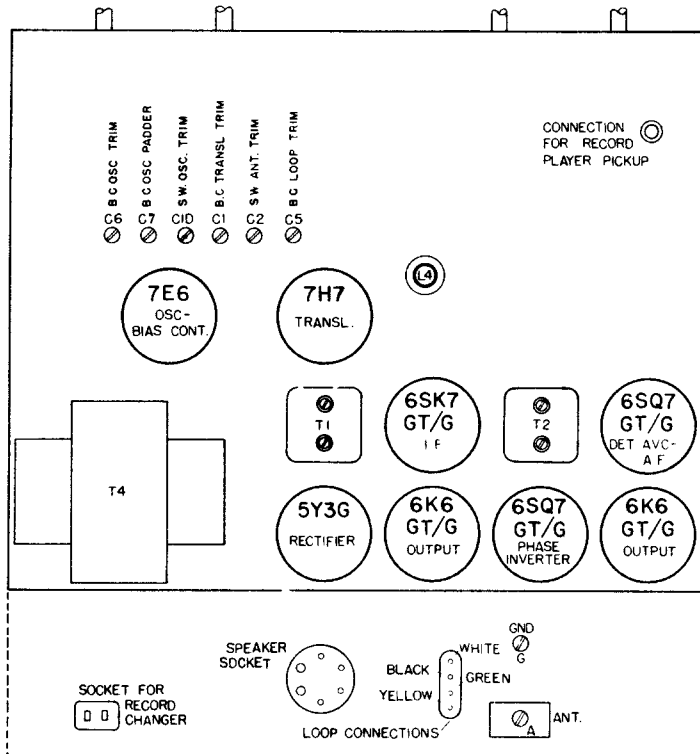 B C OSC TRIM
B C OSC PADDER
S W. OSC. TRIM
B.C TRANSL TRIM
S W ANT. TRIM
B.C LOOP TRIM
C6 C7 C10 C1 C2 C5
CONNECTION
FOR RECORD
PLAYER PICKUP
L4
7E6
OSC-
BIAS CONT.
7H7
TRANSL.
T1
6SK7
GT/G
I F
T2
6SQ7
GT/G
DET AVC-
A F
T4
5Y3G
RECTIFIER
6K6
GT/G
OUTPUT
6SQ7
GT/G
PHASE
INVERTER
6K6
GT/G
OUTPUT
SPEAKER
SOCKET
WHITE
BLACK
GREEN
YELLOW
LOOP CONNECTIONS
GND
G
SOCKET FOR
RECORD
CHANGER
A
ANT.